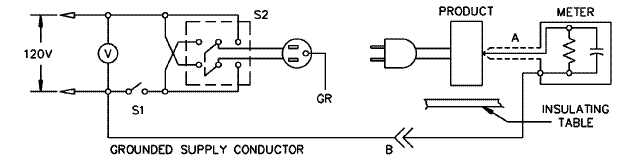 S2
PRODUCT
METER
A
120V
V
S1
GR
INSULATING
TABLE
GROUNDED SUPPLY CONDUCTOR
B